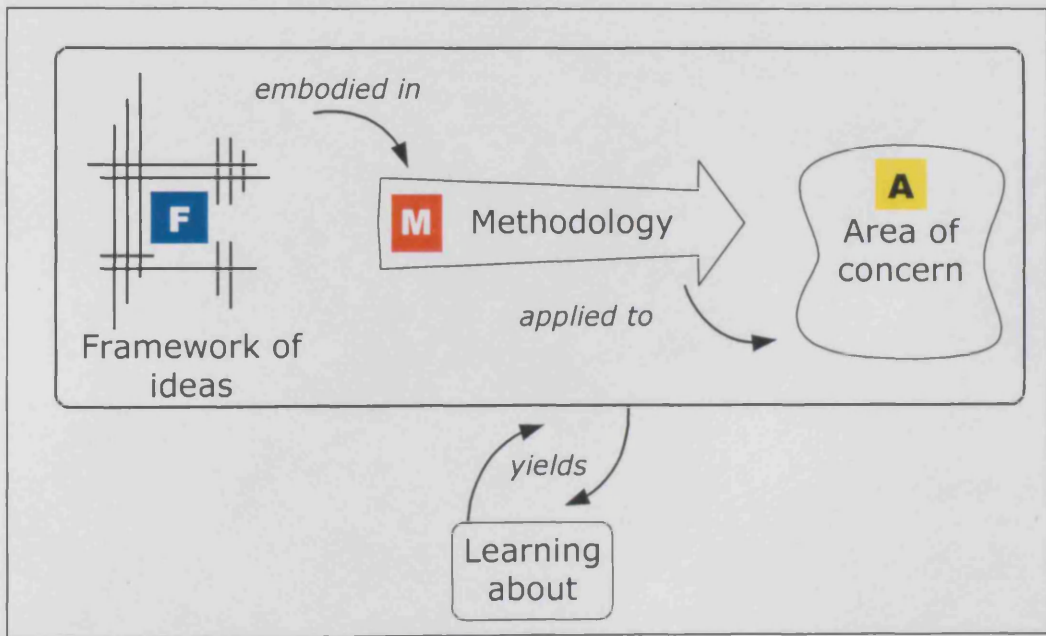 embodied in
F
Framework of
ideas
M
Methodology
applied to
A
Area of
concern
yields
Learning
about